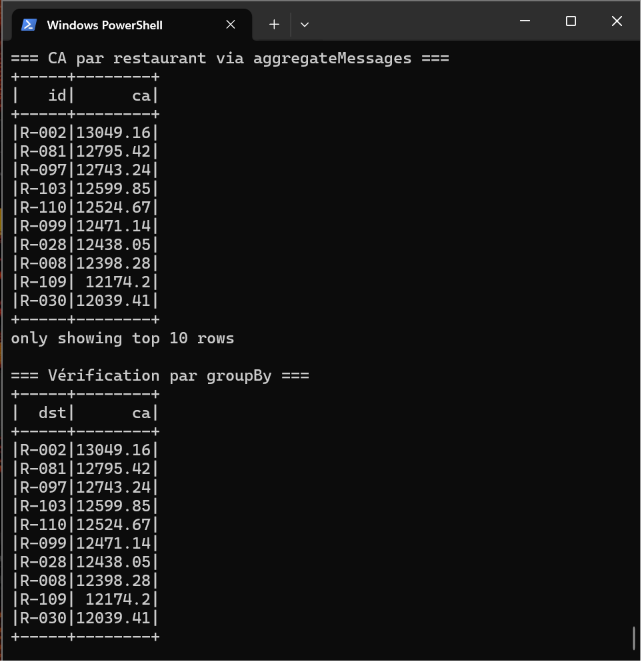 Windows PowerShell
=== CA par restaurant via aggregateMessages ===
+-----+--------+
|   id|      ca|
+-----+--------+
|R-002|13049.16|
|R-081|12795.42|
|R-097|12743.24|
|R-103|12599.85|
|R-110|12524.67|
|R-099|12471.14|
|R-028|12438.05|
|R-008|12398.28|
|R-109| 12174.2|
|R-030|12039.41|
+-----+--------+
only showing top 10 rows
=== Vérification par groupBy ===
+-----+--------+
|  dst|      ca|
+-----+--------+
|R-002|13049.16|
|R-081|12795.42|
|R-097|12743.24|
|R-103|12599.85|
|R-110|12524.67|
|R-099|12471.14|
|R-028|12438.05|
|R-008|12398.28|
|R-109| 12174.2|
|R-030|12039.41|
+-----+--------+